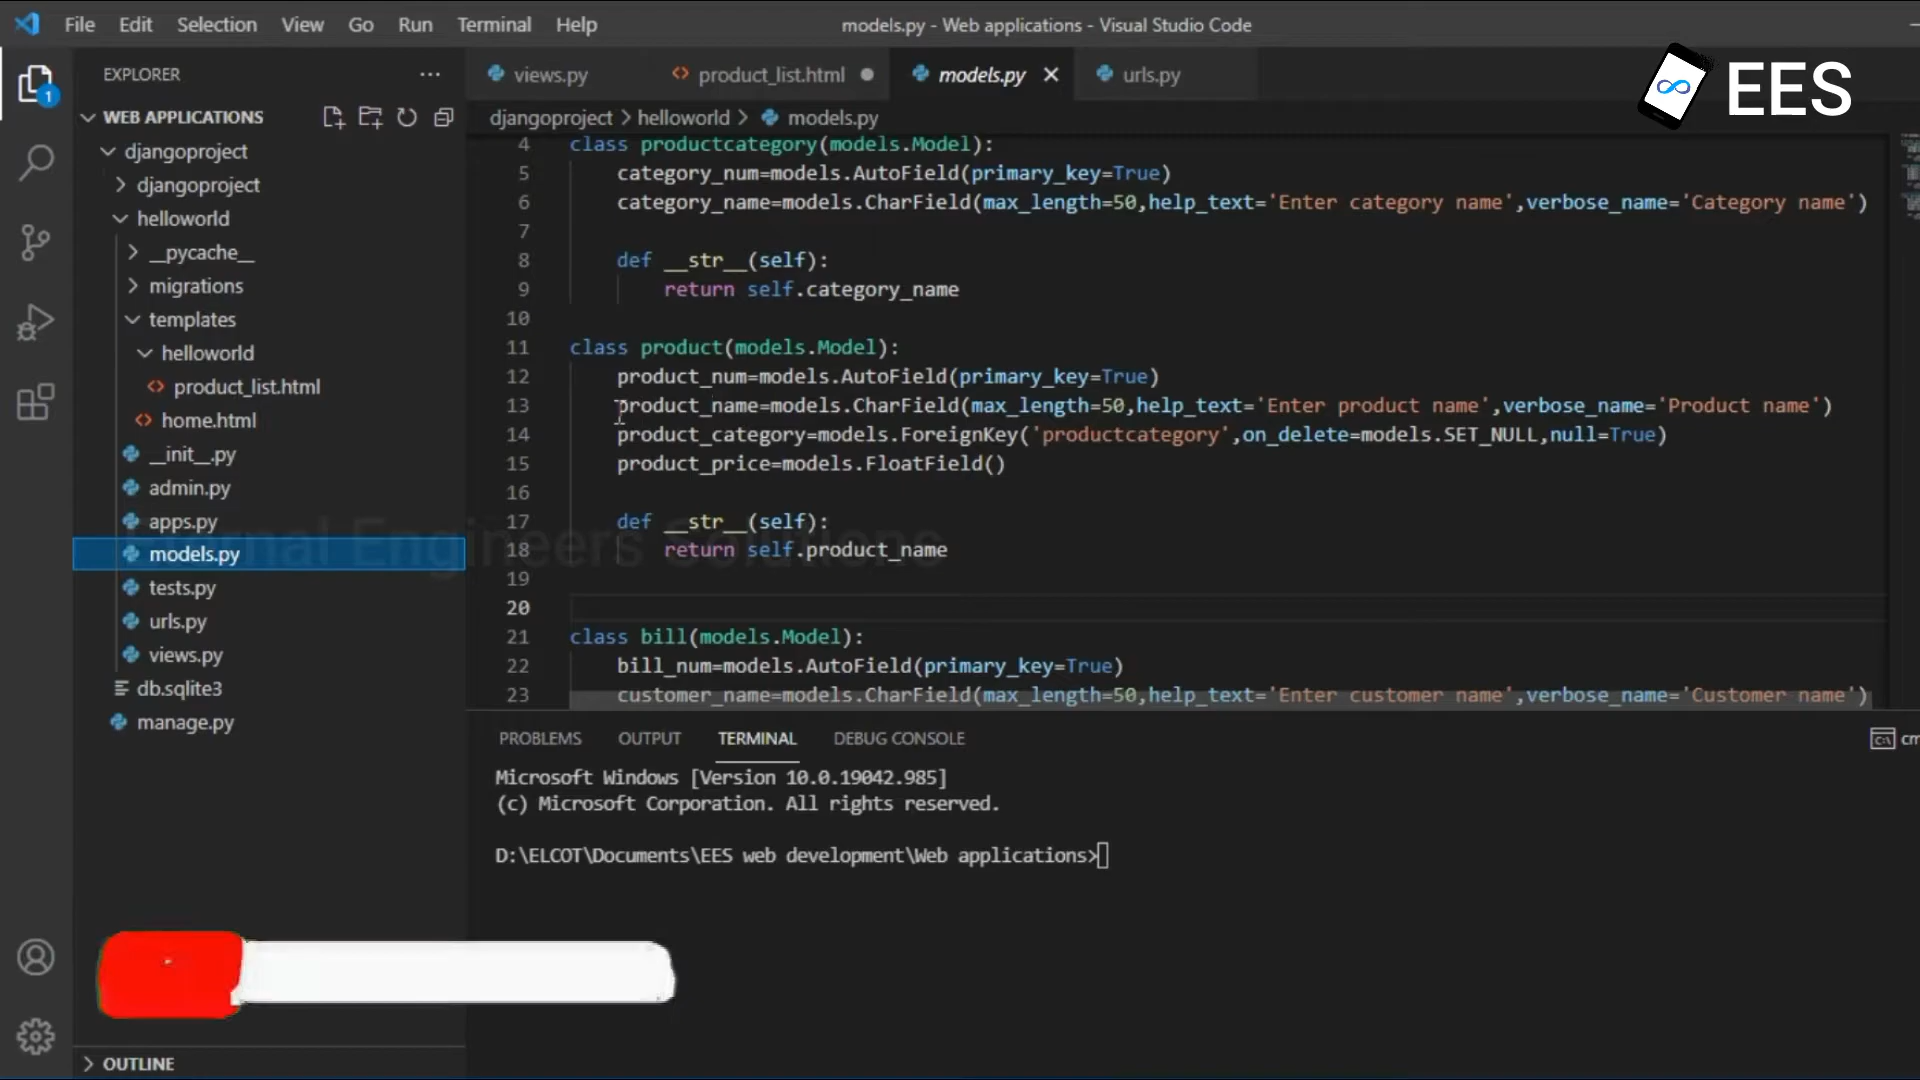 File Edit Selection View Go Run Terminal Help
models.py - Web applications - Visual Studio Code
EES
EXPLORER
1
WEB APPLICATIONS
djangoproject
djangoproject
helloworld
__pycache__
migrations
templates
helloworld
product_list.html
home.html
__init__.py
admin.py
apps.py
models.py
tests.py
urls.py
views.py
db.sqlite3
manage.py
OUTLINE
views.py product_list.html models.py urls.py
djangoproject > helloworld > models.py
4 class productcategory(models.Model):
5 category_num=models.AutoField(primary_key=True)
6 category_name=models.CharField(max_length=50,help_text='Enter category name',verbose_name='Category name')
7
8 def __str__(self):
9 return self.category_name
10
11 class product(models.Model):
12 product_num=models.AutoField(primary_key=True)
13 product_name=models.CharField(max_length=50,help_text='Enter product name',verbose_name='Product name')
14 product_category=models.ForeignKey('productcategory',on_delete=models.SET_NULL,null=True)
15 product_price=models.FloatField()
16
17 def __str__(self):
18 return self.product_name
19
20
21 class bill(models.Model):
22 bill_num=models.AutoField(primary_key=True)
23 customer_name=models.CharField(max_length=50,help_text='Enter customer name',verbose_name='Customer name')
PROBLEMS OUTPUT TERMINAL DEBUG CONSOLE
Microsoft Windows [Version 10.0.19042.985]
(c) Microsoft Corporation. All rights reserved.
D:\ELCOT\Documents\EES web development\Web applications>